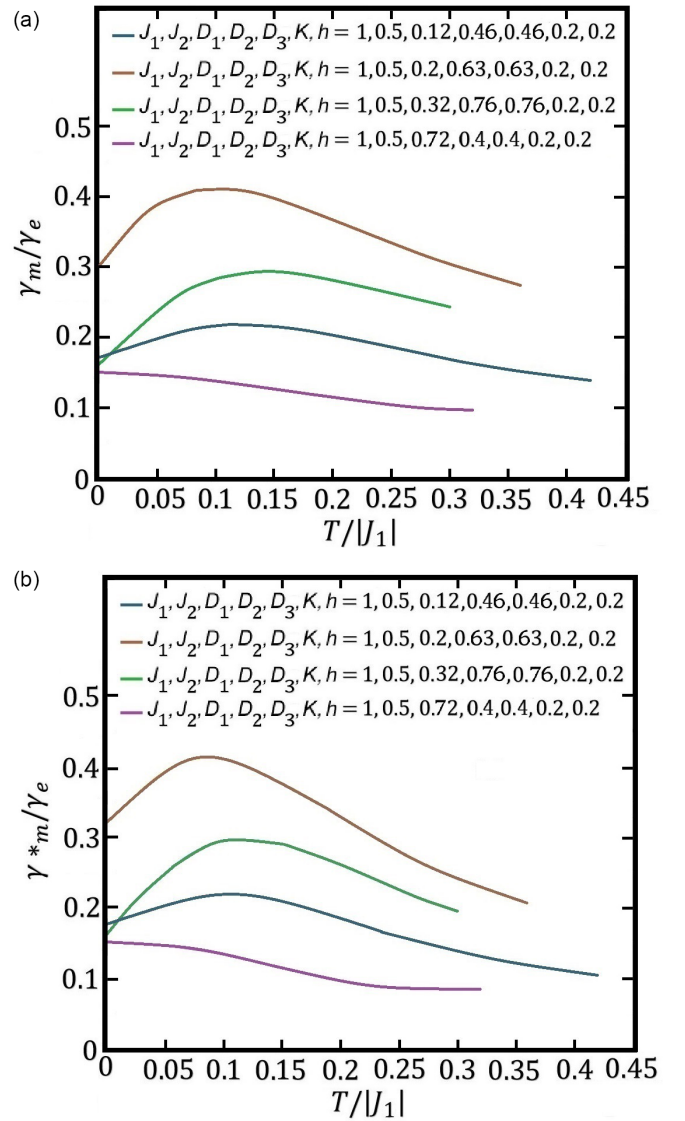 (a)
J₁, J₂, D₁, D₂, D₃, K, h = 1,0.5,0.12,0.46,0.46,0.2,0.2
J₁, J₂, D₁, D₂, D₃, K, h = 1,0.5,0.2,0.63,0.63,0.2,0.2
J₁, J₂, D₁, D₂, D₃, K, h = 1,0.5,0.32,0.76,0.76,0.2,0.2
J₁, J₂, D₁, D₂, D₃, K, h = 1,0.5,0.72,0.4,0.4,0.2,0.2
0.5
0.4
0.3
0.2
0.1
0
γm/γe
0 0.05 0.1 0.15 0.2 0.25 0.3 0.35 0.4 0.45
T/|J₁|
(b)
J₁, J₂, D₁, D₂, D₃, K, h = 1,0.5,0.12,0.46,0.46,0.2,0.2
J₁, J₂, D₁, D₂, D₃, K, h = 1,0.5,0.2,0.63,0.63,0.2,0.2
J₁, J₂, D₁, D₂, D₃, K, h = 1,0.5,0.32,0.76,0.76,0.2,0.2
J₁, J₂, D₁, D₂, D₃, K, h = 1,0.5,0.72,0.4,0.4,0.2,0.2
0.5
0.4
0.3
0.2
0.1
0
γ*m/γe
0 0.05 0.1 0.15 0.2 0.25 0.3 0.35 0.4 0.45
T/|J₁|